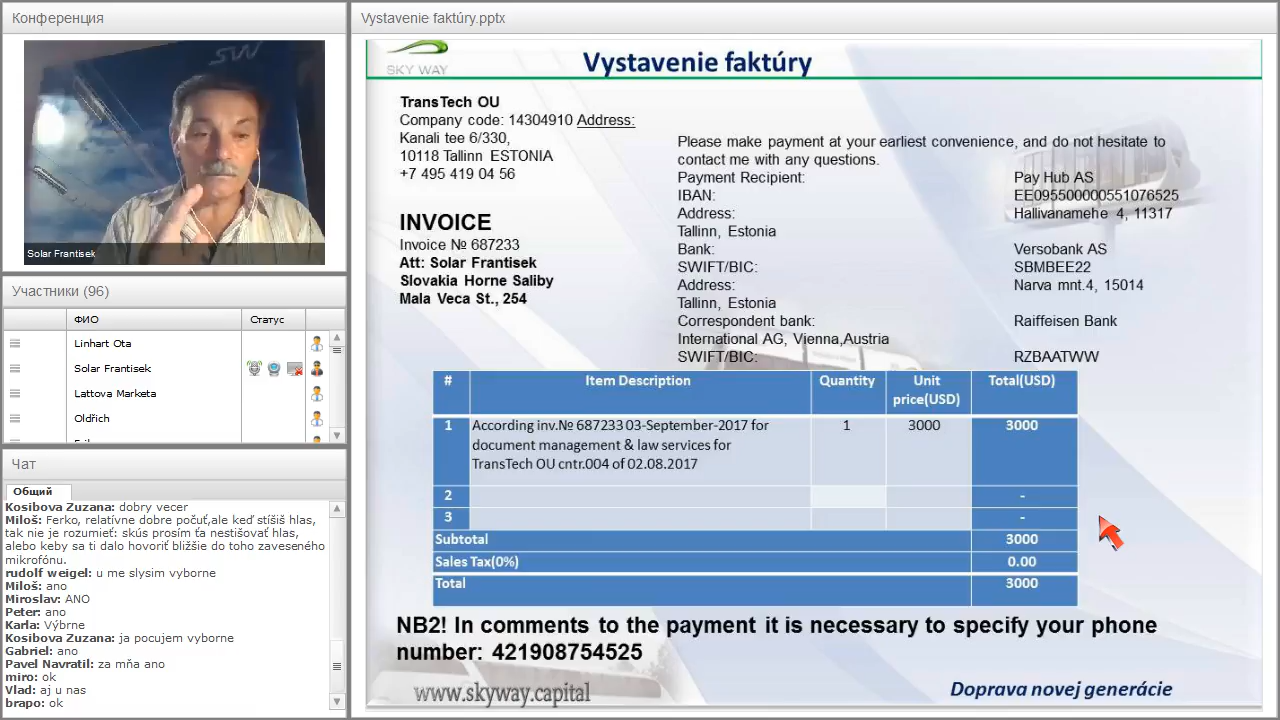 Конференция
Solar Frantisek
Участники (96)
ФИО
Статус
Linhart Ota
Solar Frantisek
Lattova Marketa
Oldřich
Чат
Общий
Kosibova Zuzana: dobry vecer
Miloš: Ferko, relatívne dobre počuť,ale keď stíšiš hlas,
tak nie je rozumieť: skús prosím ťa nestišovať hlas,
alebo keby sa ti dalo hovoriť bližšie do toho zaveseného
mikrofónu.
rudolf weigel: u me slysim vyborne
Miloš: ano
Miroslav: ANO
Peter: ano
Karla: Výbrne
Kosibova Zuzana: ja pocujem vyborne
Gabriel: ano
Pavel Navratil: za mňa ano
miro: ok
Vlad: aj u nas
brapo: ok
Vystavenie faktúry.pptx
SKY WAY
Vystavenie faktúry
TransTech OU
Company code: 14304910 Address:
Kanali tee 6/330,
10118 Tallinn ESTONIA
+7 495 419 04 56
INVOICE
Invoice № 687233
Att: Solar Frantisek
Slovakia Horne Saliby
Mala Veca St., 254
Please make payment at your earliest convenience, and do not hesitate to
contact me with any questions.
Payment Recipient: Pay Hub AS
IBAN: EE095500000551076525
Address: Hallivanamehe 4, 11317
Tallinn, Estonia
Bank: Versobank AS
SWIFT/BIC: SBMBEE22
Address: Narva mnt.4, 15014
Tallinn, Estonia
Correspondent bank: Raiffeisen Bank
International AG, Vienna,Austria
SWIFT/BIC: RZBAATWW
# Item Description Quantity Unit Total(USD)
price(USD)
1 According inv.№ 687233 03-September-2017 for 1 3000 3000
document management & law services for
TransTech OU cntr.004 of 02.08.2017
2 -
3 -
Subtotal 3000
Sales Tax(0%) 0.00
Total 3000
NB2! In comments to the payment it is necessary to specify your phone
number: 421908754525
www.skyway.capital
Doprava novej generácie